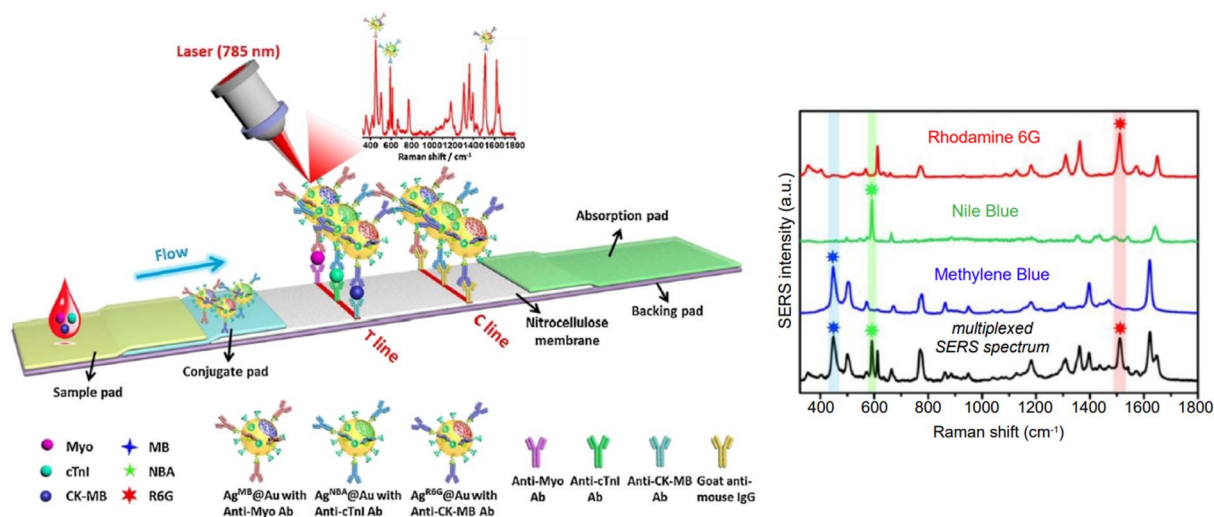 Laser (785 nm)
400 600 800 1000 1200 1400 1600 1800
Raman shift / cm⁻¹
Flow
Absorption pad
Sample pad
Conjugate pad
T line
C line
Nitrocellulose
membrane
Backing pad
Myo
MB
cTnI
NBA
CK-MB
R6G
Ag^MB@Au with
Anti-Myo Ab
Ag^NBA@Au with
Anti-cTnI Ab
Ag^R6G@Au with
Anti-CK-MB Ab
Anti-Myo
Ab
Anti-cTnI
Ab
Anti-CK-MB
Ab
Goat anti-
mouse IgG
SERS intensity (a.u.)
Rhodamine 6G
Nile Blue
Methylene Blue
multiplexed
SERS spectrum
400 600 800 1000 1200 1400 1600 1800
Raman shift (cm⁻¹)